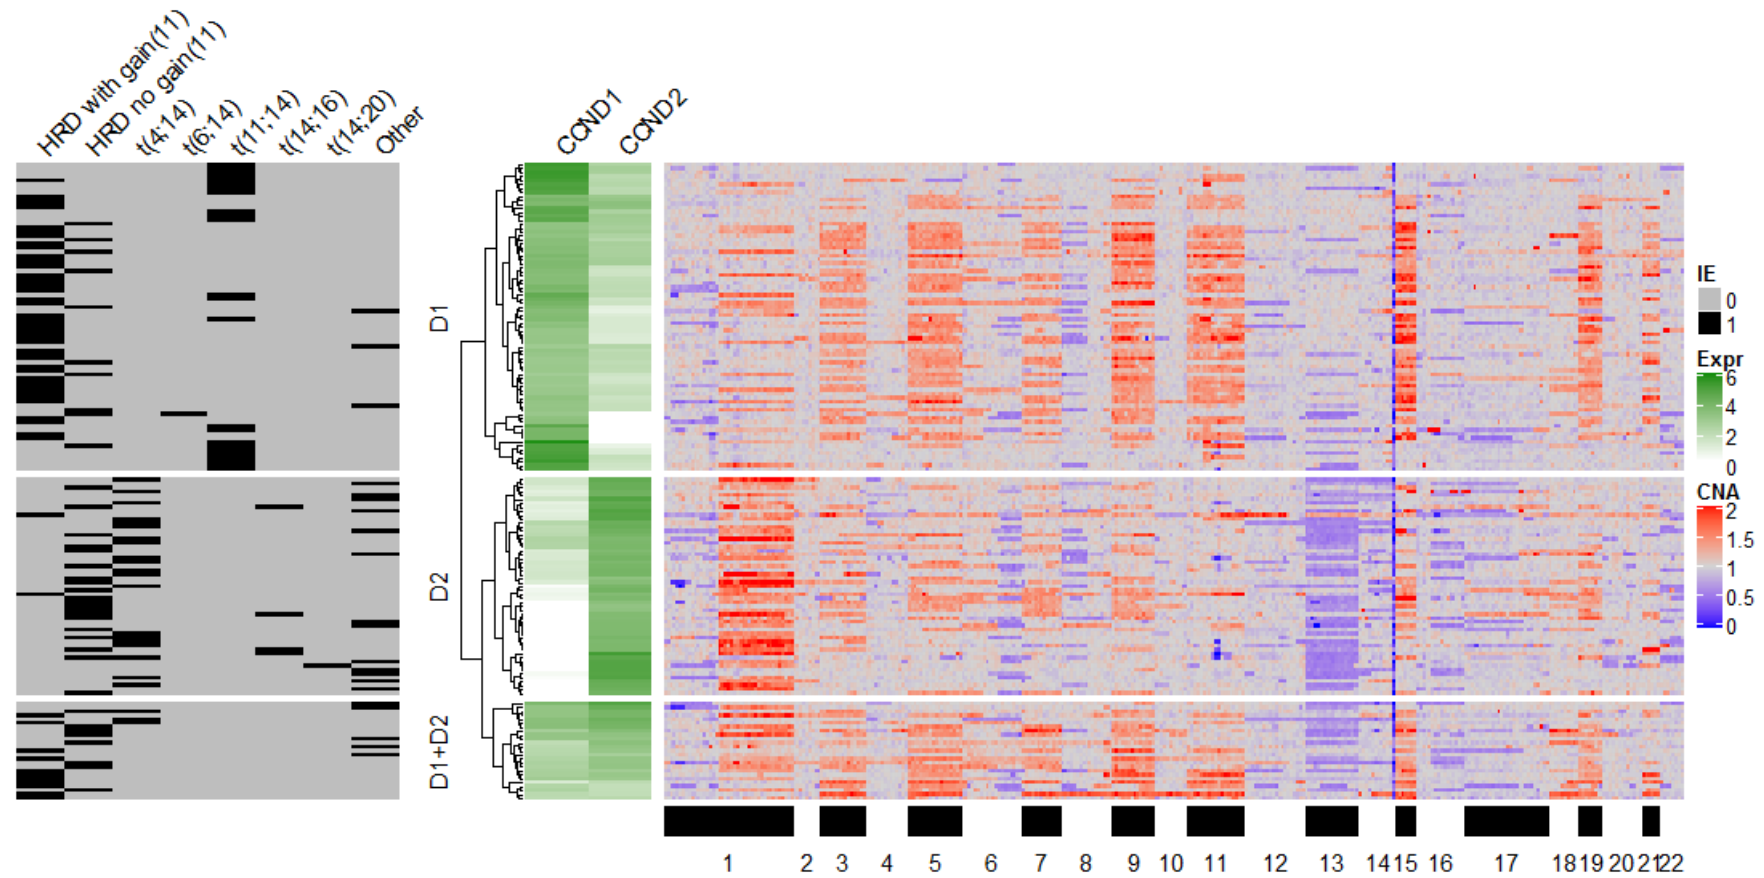 HRD with gain(11)
HRD no gain(11)
t(4;14)
t(6;14)
t(11;14)
t(14;16)
t(14;20)
Other
CCND1
CCND2
D1
D2
D1+D2
IE
0
1
Expr
6
4
2
0
CNA
2
1.5
1
0.5
0
1 2 3 4 5 6 7 8 9 10 11 12 13 14 15 16 17 18 19 20 21 22